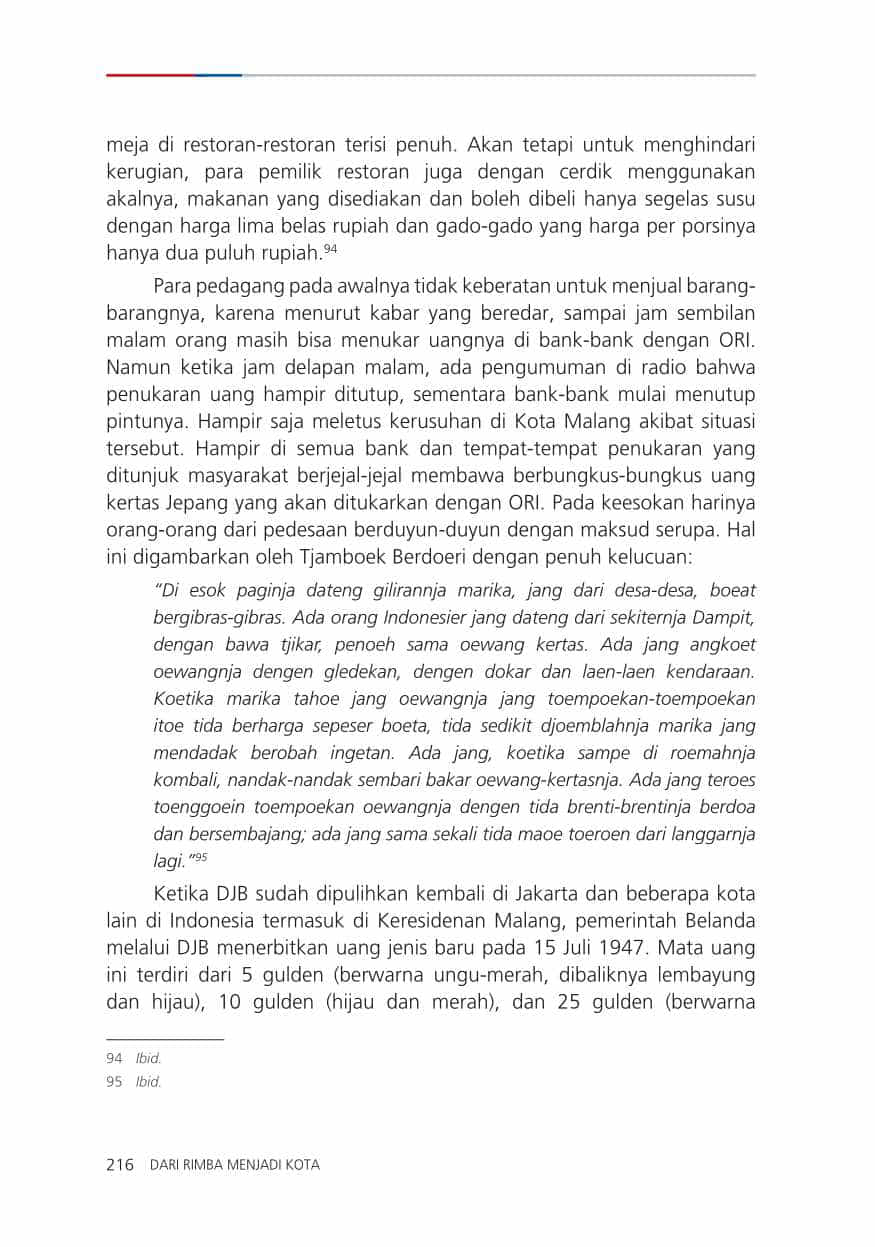 meja di restoran-restoran terisi penuh. Akan tetapi untuk menghindari
kerugian, para pemilik restoran juga dengan cerdik menggunakan
akalnya, makanan yang disediakan dan boleh dibeli hanya segelas susu
dengan harga lima belas rupiah dan gado-gado yang harga per porsinya
hanya dua puluh rupiah.94
Para pedagang pada awalnya tidak keberatan untuk menjual barang-
barangnya, karena menurut kabar yang beredar, sampai jam sembilan
malam orang masih bisa menukar uangnya di bank-bank dengan ORI.
Namun ketika jam delapan malam, ada pengumuman di radio bahwa
penukaran uang hampir ditutup, sementara bank-bank mulai menutup
pintunya. Hampir saja meletus kerusuhan di Kota Malang akibat situasi
tersebut. Hampir di semua bank dan tempat-tempat penukaran yang
ditunjuk masyarakat berjejal-jejal membawa berbungkus-bungkus uang
kertas Jepang yang akan ditukarkan dengan ORI. Pada keesokan harinya
orang-orang dari pedesaan berduyun-duyun dengan maksud serupa. Hal
ini digambarkan oleh Tjamboek Berdoeri dengan penuh kelucuan:
“Di esok paginja dateng gilirannja marika, jang dari desa-desa, boeat
bergibras-gibras. Ada orang Indonesier jang dateng dari sekiternja Dampit,
dengan bawa tjikar, penoeh sama oewang kertas. Ada jang angkoet
oewangnja dengen gledekan, dengen dokar dan laen-laen kendaraan.
Koetika marika tahoe jang oewangnja jang toempoekan-toempoekan
itoe tida berharga sepeser boeta, tida sedikit djoemblahnja marika jang
mendadak berobah ingetan. Ada jang, koetika sampe di roemahnja
kombali, nandak-nandak sembari bakar oewang-kertasnja. Ada jang teroes
toenggoein toempoekan oewangnja dengen tida brenti-brentinja berdoa
dan bersembajang; ada jang sama sekali tida maoe toeroen dari langgarnja
lagi.”95
Ketika DJB sudah dipulihkan kembali di Jakarta dan beberapa kota
lain di Indonesia termasuk di Keresidenan Malang, pemerintah Belanda
melalui DJB menerbitkan uang jenis baru pada 15 Juli 1947. Mata uang
ini terdiri dari 5 gulden (berwarna ungu-merah, dibaliknya lembayung
dan hijau), 10 gulden (hijau dan merah), dan 25 gulden (berwarna
94 Ibid.
95 Ibid.
216 DARI RIMBA MENJADI KOTA